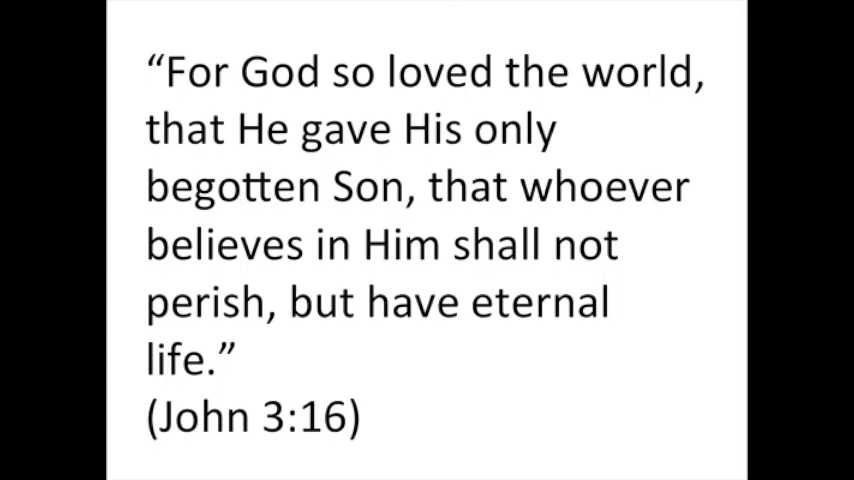 “For God so loved the world,
that He gave His only
begotten Son, that whoever
believes in Him shall not
perish, but have eternal
life.”
(John 3:16)